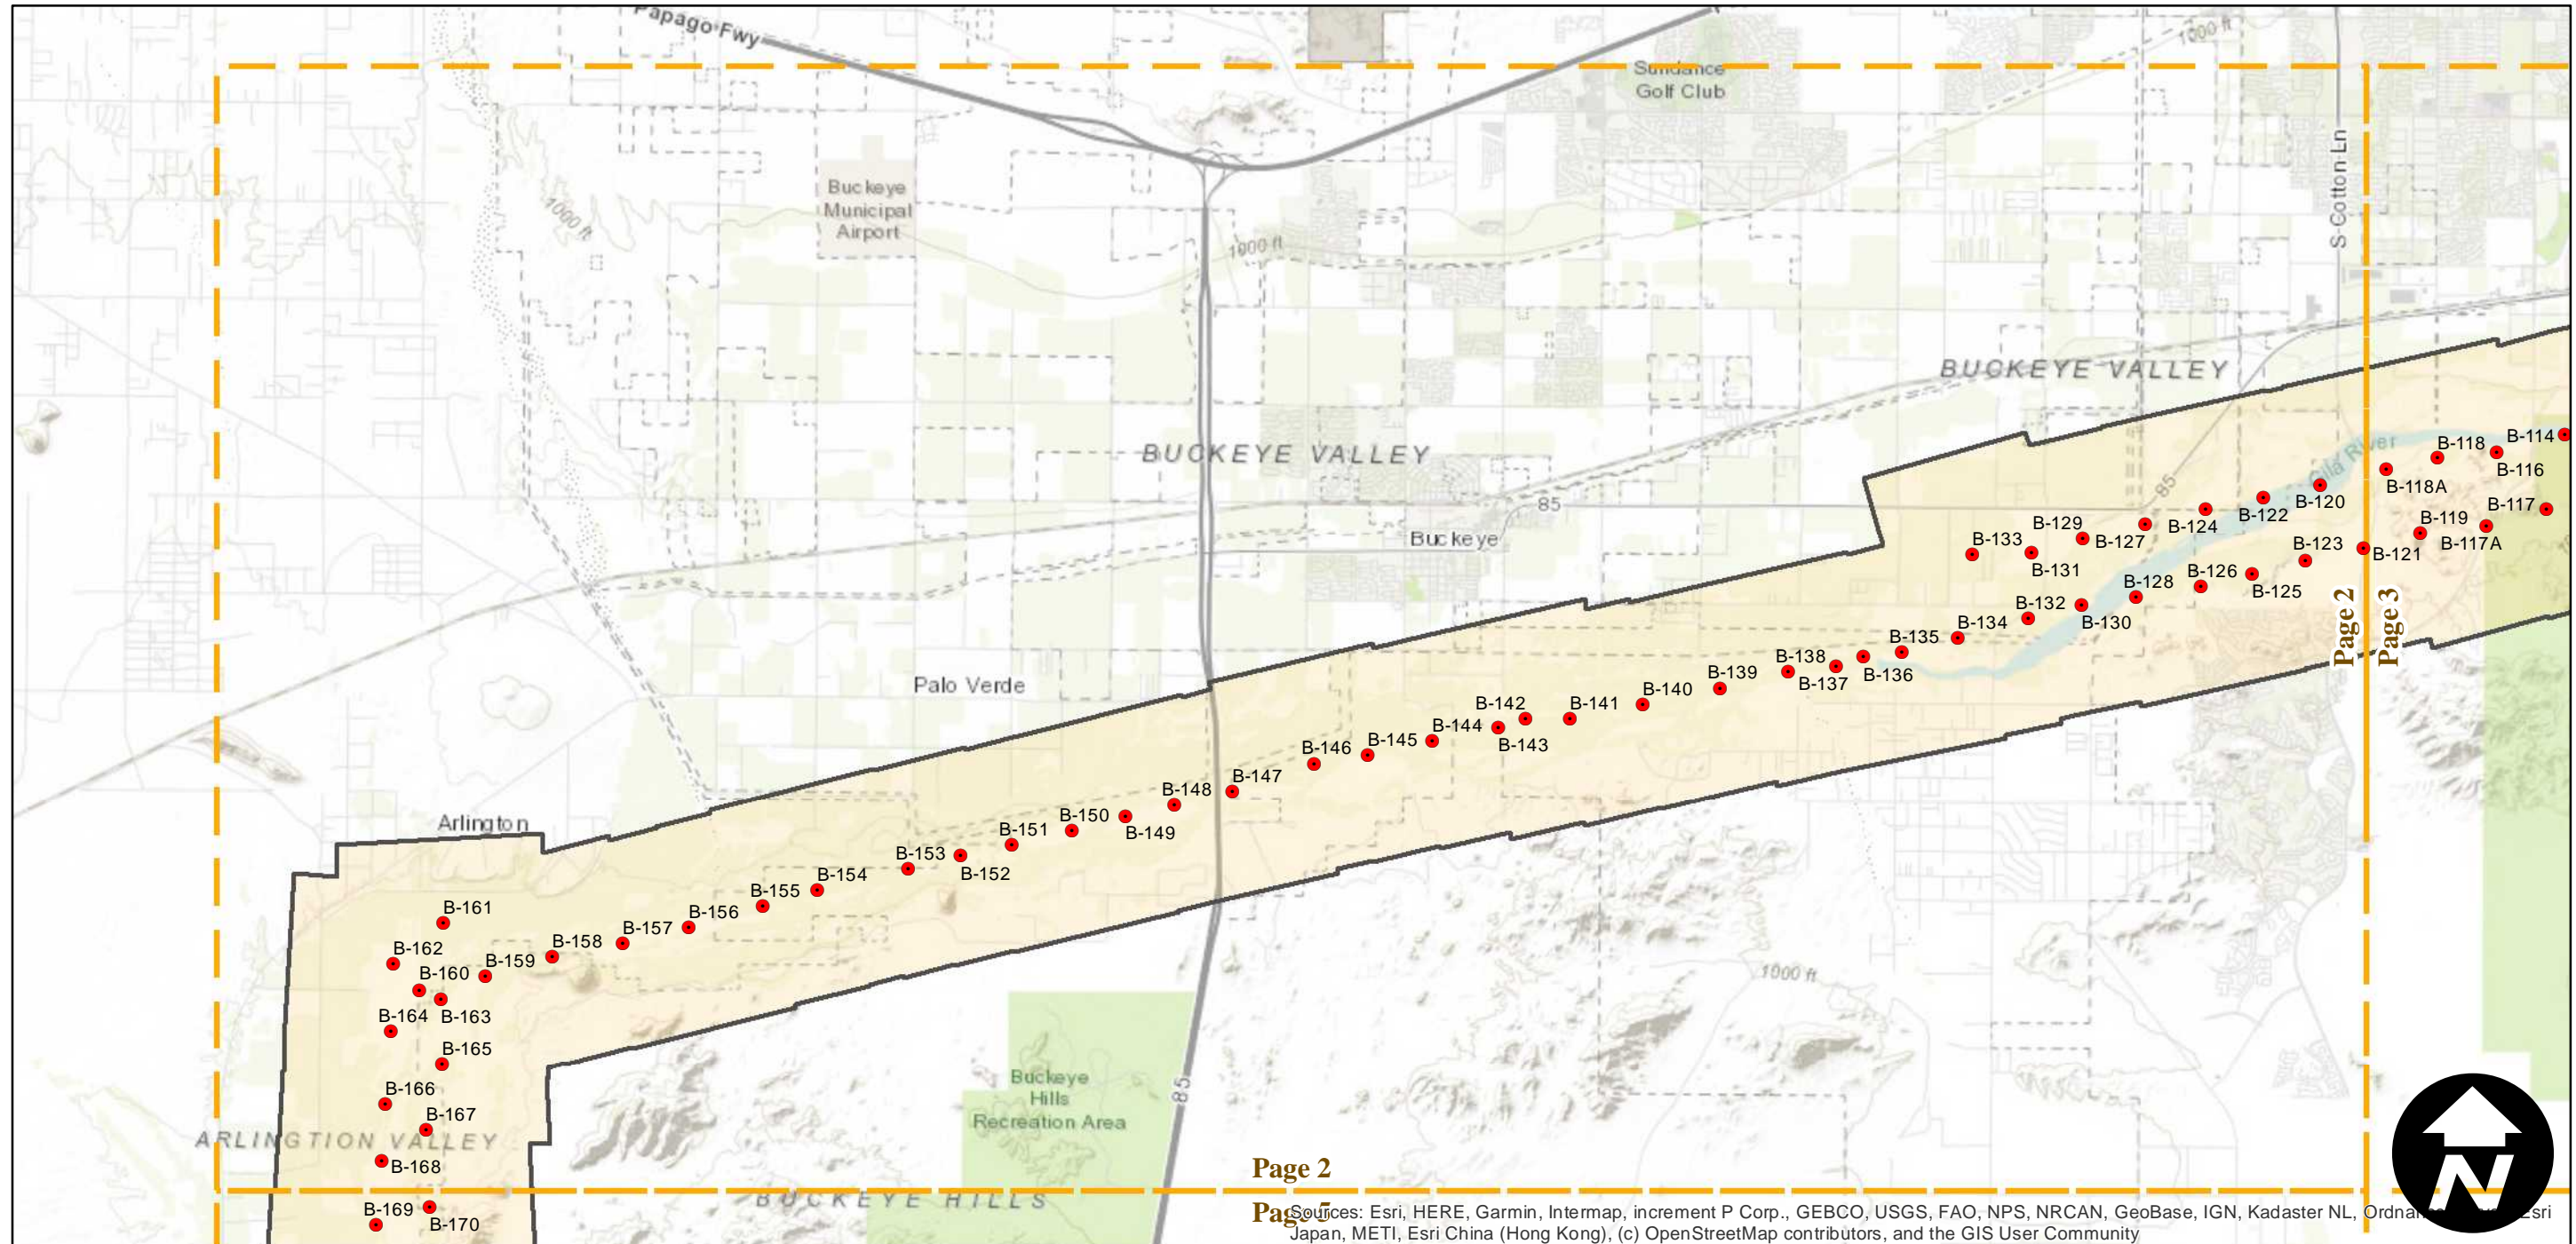 Papago Fwy
1000 ft
Sundance
Golf Club
S Cotton Ln
Buckeye
Municipal
Airport
1000 ft
1000 ft
BUCKEYE VALLEY
BUCKEYE VALLEY
Gila River
85
85
Buckeye
Palo Verde
Arlington
B-114
B-118
B-116
B-118A
B-117
B-119
B-117A
B-120
B-122
B-124
B-121
B-123
B-129
B-127
B-133
B-131
B-126
B-125
B-128
B-132
B-130
B-134
B-135
B-136
B-138
B-137
B-139
B-140
B-141
B-142
B-143
B-144
B-145
B-146
B-147
B-148
B-149
B-150
B-151
B-152
B-153
B-154
B-155
B-156
B-157
B-158
B-159
B-161
B-162
B-160
B-163
B-164
B-165
B-166
B-167
B-168
B-169
B-170
Page 2
Page 3
1000 ft
85
Buckeye
Hills
Recreation Area
ARLINGTION VALLEY
BUCKEYE HILLS
Page 2
Page 5
N
Sources: Esri, HERE, Garmin, Intermap, increment P Corp., GEBCO, USGS, FAO, NPS, NRCAN, GeoBase, IGN, Kadaster NL, Esri
Japan, METI, Esri China (Hong Kong), (c) OpenStreetMap contributors, and the GIS User Community